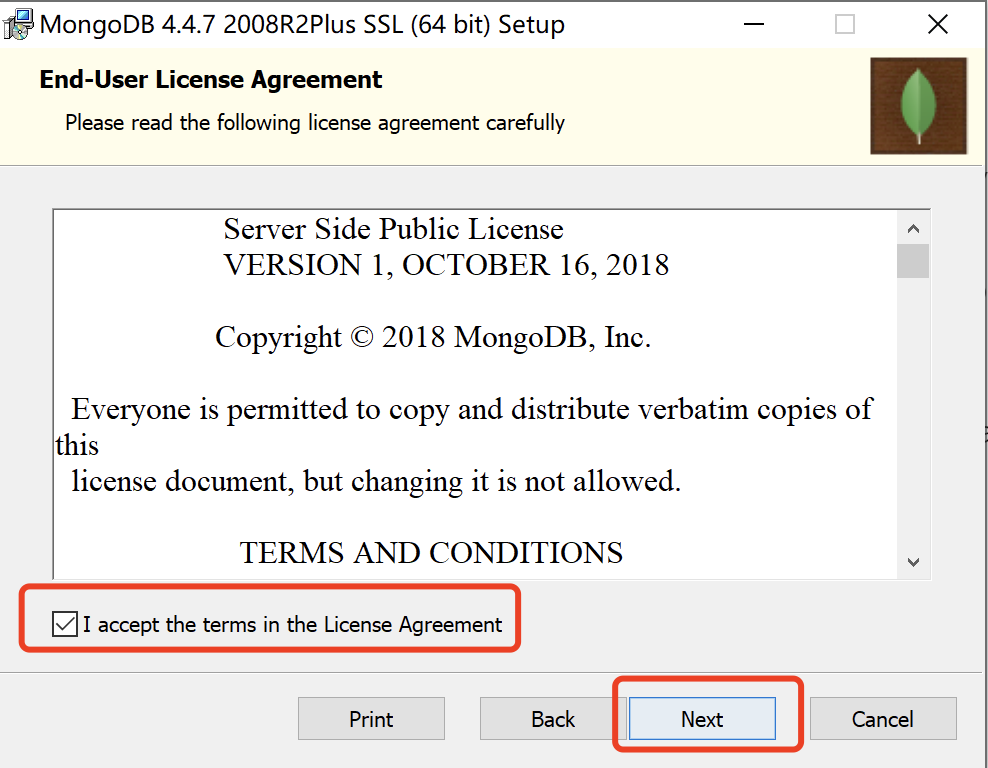 MongoDB 4.4.7 2008R2Plus SSL (64 bit) Setup
End-User License Agreement
Please read the following license agreement carefully
Server Side Public License
VERSION 1, OCTOBER 16, 2018
Copyright © 2018 MongoDB, Inc.
Everyone is permitted to copy and distribute verbatim copies of
this
license document, but changing it is not allowed.
TERMS AND CONDITIONS
I accept the terms in the License Agreement
Print Back Next Cancel